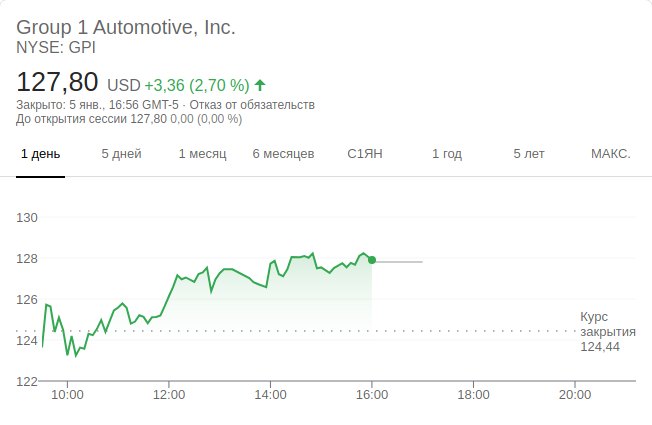 Group 1 Automotive, Inc.
NYSE: GPI
127,80 USD +3,36 (2,70 %)
Закрыто: 5 янв., 16:56 GMT-5 · Отказ от обязательств
До открытия сессии 127,80 0,00 (0,00 %)
1 день 5 дней 1 месяц 6 месяцев С1ЯН 1 год 5 лет МАКС.
130
128
126
124
122
Курс
закрытия
124,44
10:00 12:00 14:00 16:00 18:00 20:00